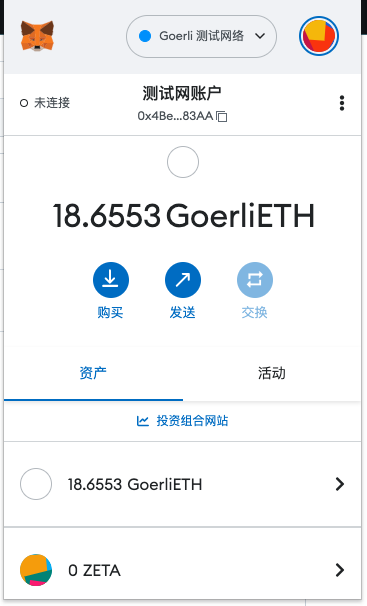 Goerli 测试网络
未连接
测试网账户
0x4Be...83AA
18.6553 GoerliETH
购买
发送
交换
资产
活动
投资组合网站
18.6553 GoerliETH
0 ZETA